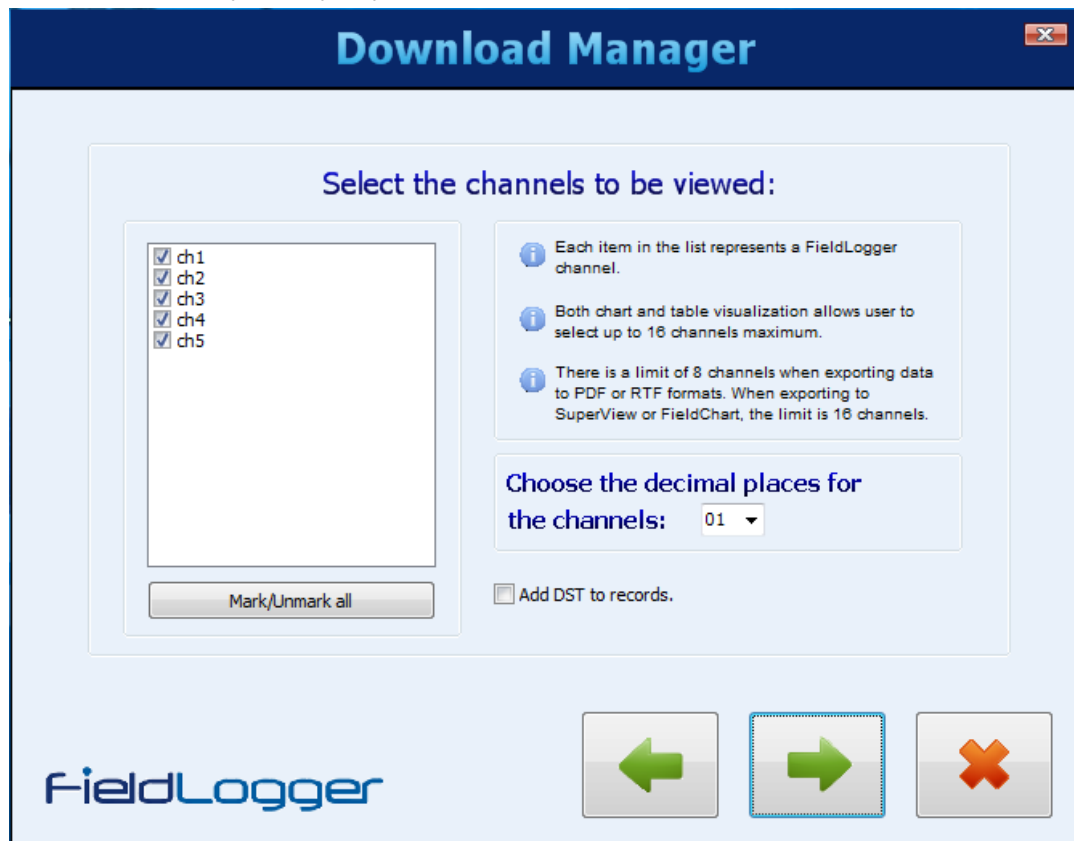 Download Manager
Select the channels to be viewed:
ch1
ch2
ch3
ch4
ch5
Mark/Unmark all
Each item in the list represents a FieldLogger
channel.
Both chart and table visualization allows user to
select up to 16 channels maximum.
There is a limit of 8 channels when exporting data
to PDF or RTF formats. When exporting to
SuperView or FieldChart, the limit is 16 channels.
Choose the decimal places for
the channels: 01
Add DST to records.
FieldLogger